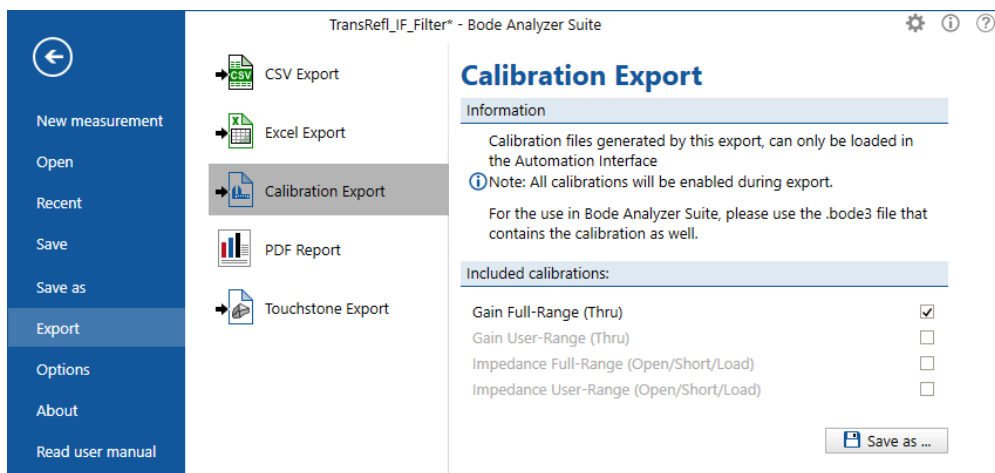 TransRefl_IF_Filter* - Bode Analyzer Suite
New measurement
Open
Recent
Save
Save as
Export
Options
About
Read user manual
CSV
CSV Export
X
Excel Export
Calibration Export
PDF Report
Touchstone Export
Calibration Export
Information
Calibration files generated by this export, can only be loaded in
the Automation Interface
Note: All calibrations will be enabled during export.
For the use in Bode Analyzer Suite, please use the .bode3 file that
contains the calibration as well.
Included calibrations:
Gain Full-Range (Thru)
Gain User-Range (Thru)
Impedance Full-Range (Open/Short/Load)
Impedance User-Range (Open/Short/Load)
Save as ...